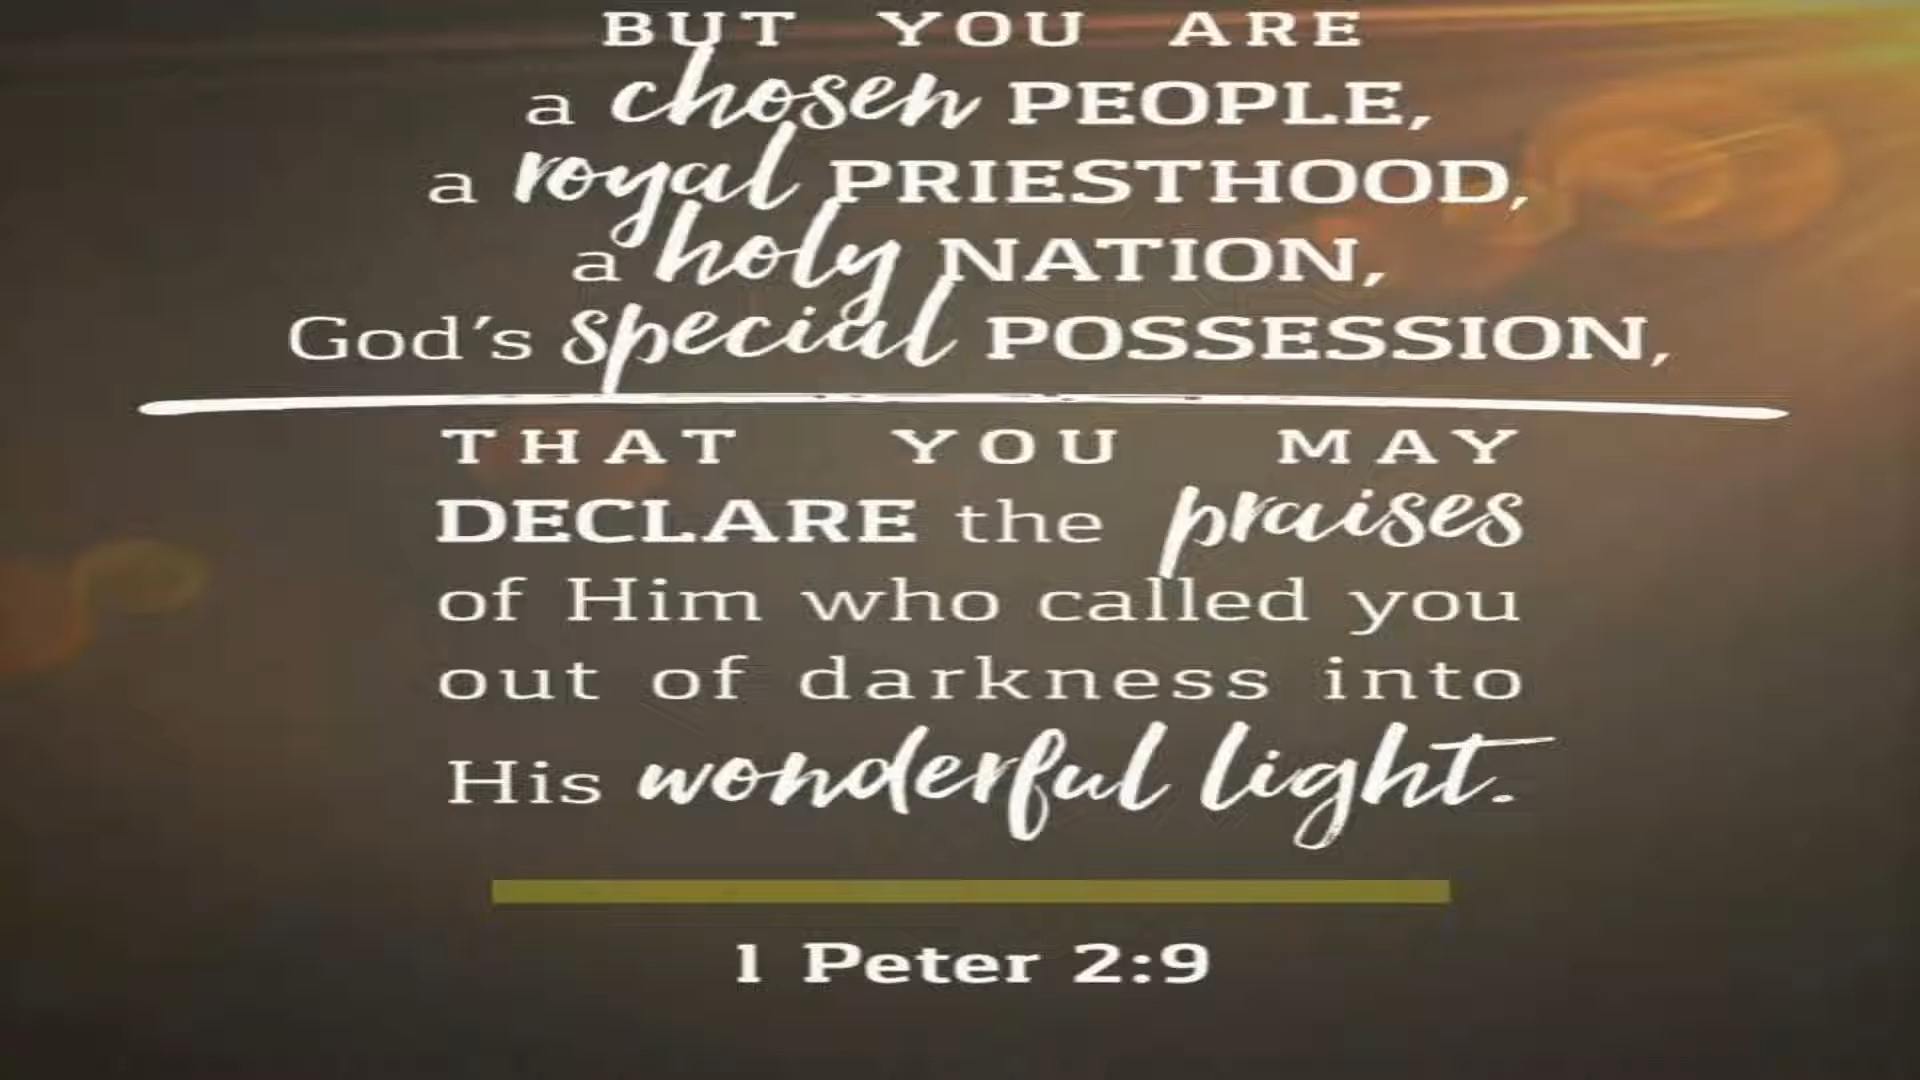 BUT YOU ARE
a chosen PEOPLE,
a royal PRIESTHOOD,
a holy NATION,
God's special POSSESSION,
THAT YOU MAY
DECLARE the praises
of Him who called you
out of darkness into
His wonderful light.
1 Peter 2:9